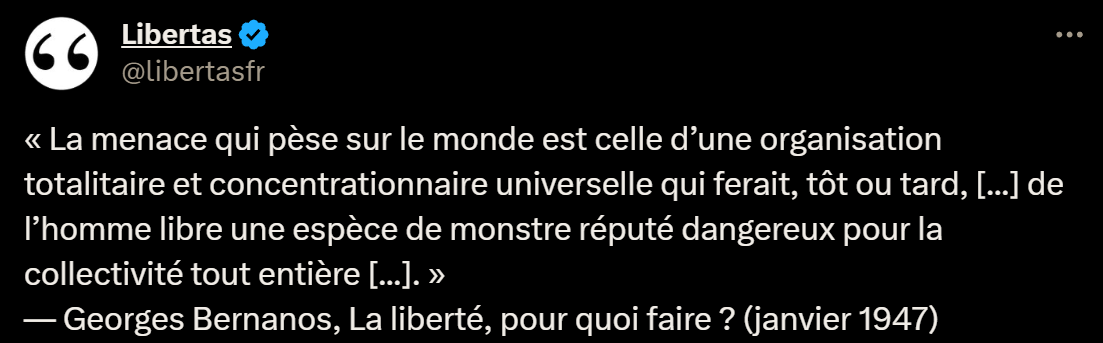 Libertas
@libertasfr
« La menace qui pèse sur le monde est celle d’une organisation
totalitaire et concentrationnaire universelle qui ferait, tôt ou tard, [...] de
l’homme libre une espèce de monstre réputé dangereux pour la
collectivité tout entière [...]. »
— Georges Bernanos, La liberté, pour quoi faire ? (janvier 1947)